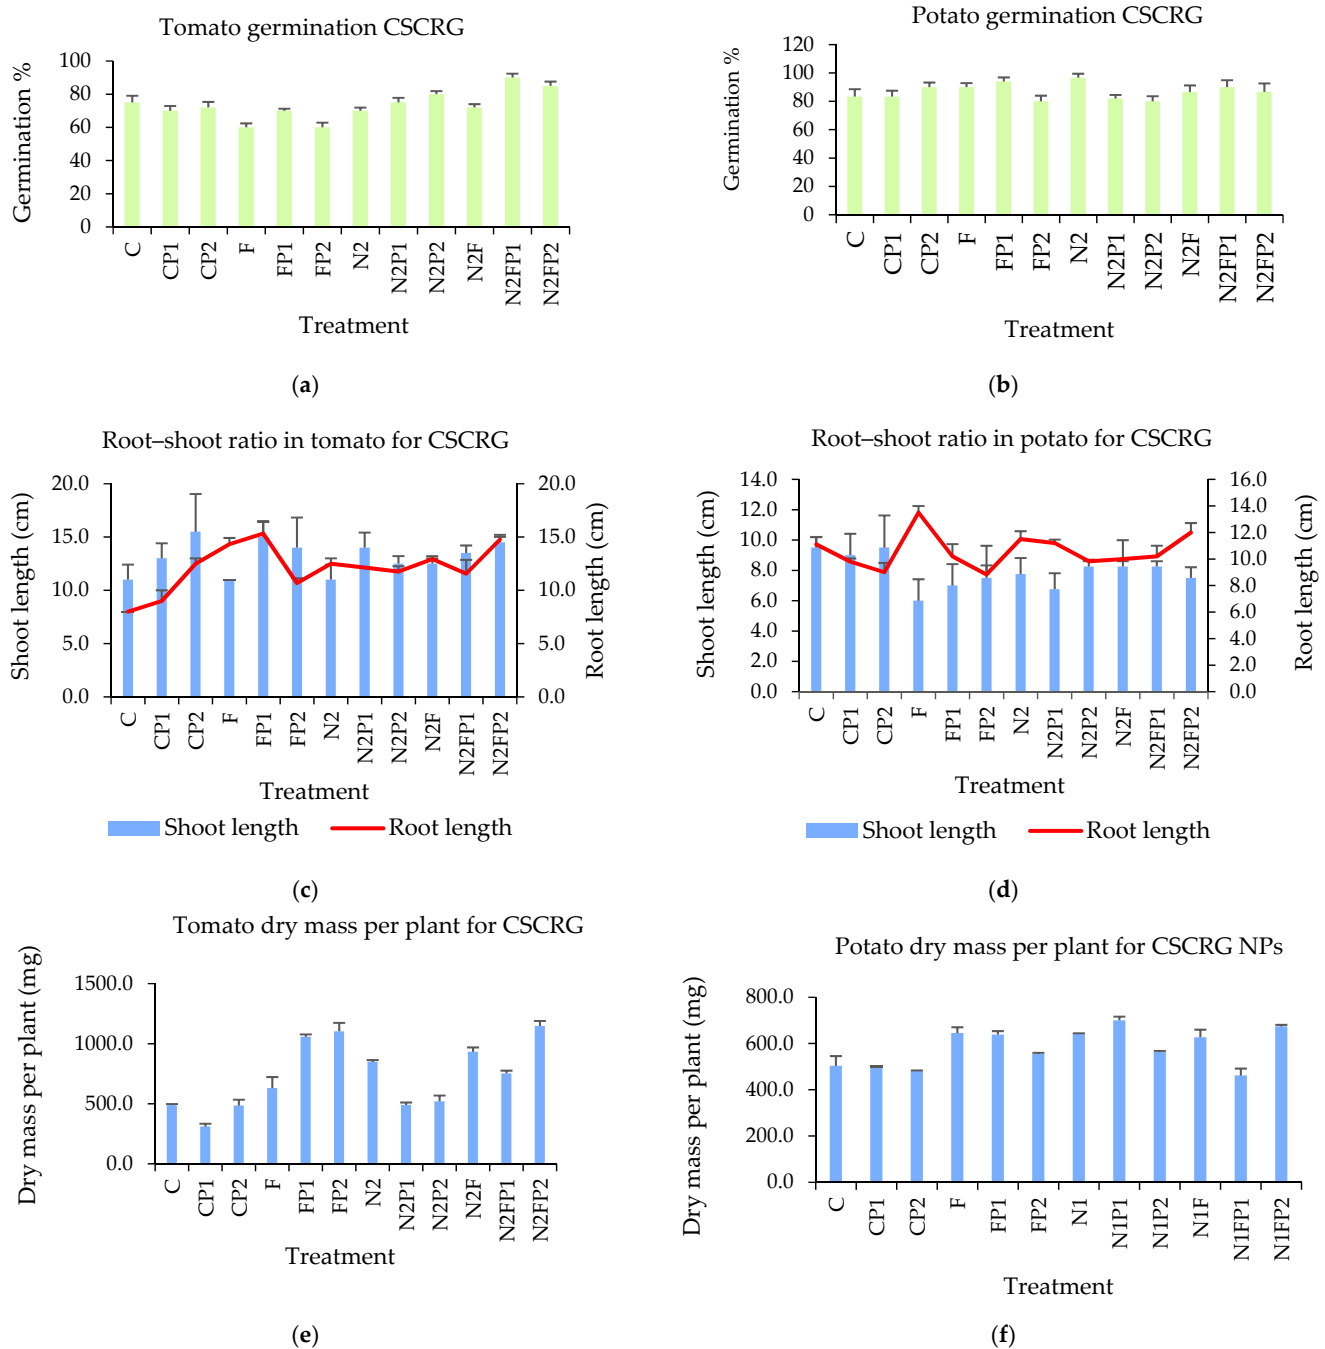 Tomato germination CSCRG
Germination %
100
80
60
40
20
0
C
CP1
CP2
F
FP1
FP2
N2
N2P1
N2P2
N2F
N2FP1
N2FP2
Treatment
(a)
Potato germination CSCRG
Germination %
120
100
80
60
40
20
0
C
CP1
CP2
F
FP1
FP2
N2
N2P1
N2P2
N2F
N2FP1
N2FP2
Treatment
(b)
Root–shoot ratio in tomato for CSCRG
Shoot length (cm)
20.0
15.0
10.0
5.0
0.0
20.0
15.0
10.0
5.0
0.0
Root length (cm)
C
CP1
CP2
F
FP1
FP2
N2
N2P1
N2P2
N2F
N2FP1
N2FP2
Treatment
Shoot length Root length
(c)
Root–shoot ratio in potato for CSCRG
Shoot length (cm)
14.0
12.0
10.0
8.0
6.0
4.0
2.0
0.0
16.0
14.0
12.0
10.0
8.0
6.0
4.0
2.0
0.0
Root length (cm)
C
CP1
CP2
F
FP1
FP2
N2
N2P1
N2P2
N2F
N2FP1
N2FP2
Treatment
Shoot length Root length
(d)
Tomato dry mass per plant for CSCRG
Dry mass per plant (mg)
1500.0
1000.0
500.0
0.0
C
CP1
CP2
F
FP1
FP2
N2
N2P1
N2P2
N2F
N2FP1
N2FP2
Treatment
(e)
Potato dry mass per plant for CSCRG NPs
Dry mass per plant (mg)
800.0
600.0
400.0
200.0
0.0
C
CP1
CP2
F
FP1
FP2
N1
N1P1
N1P2
N1F
N1FP1
N1FP2
Treatment
(f)